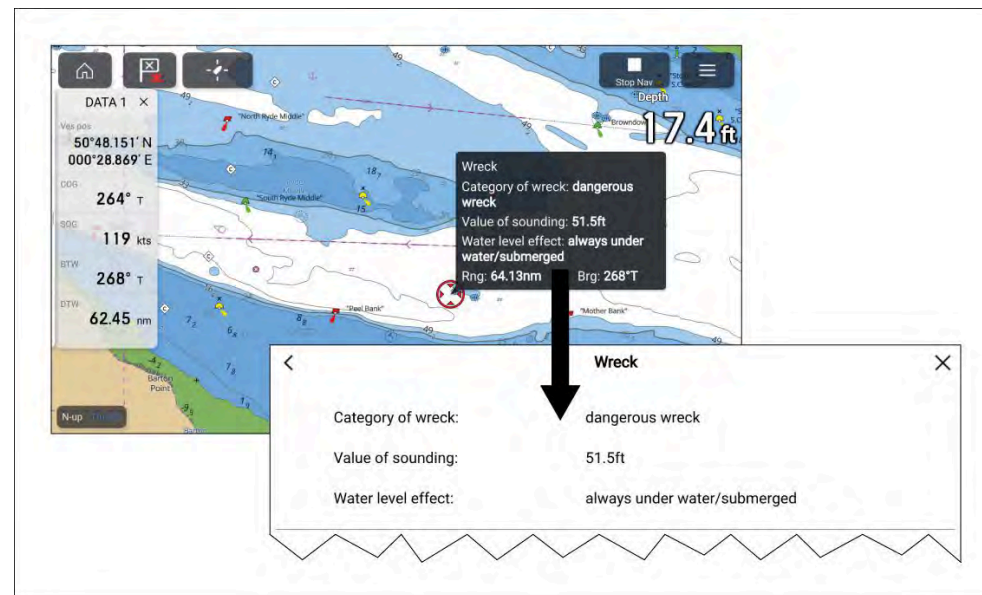 Stop Nav
Depth
17.4 ft
DATA 1 ×
Ves pos
50°48.151' N
000°28.869' E
COG
264° T
SOG
119 kts
BTW
268° T
DTW
62.45 nm
N-up
"North Ryde Middle"
"South Ryde Middle"
"Peel Bank"
"Mother Bank"
Barton
Point
Wreck
Category of wreck: dangerous
wreck
Value of sounding: 51.5ft
Water level effect: always under
water/submerged
Rng: 64.13nm Brg: 268°T
Wreck
Category of wreck: dangerous wreck
Value of sounding: 51.5ft
Water level effect: always under water/submerged